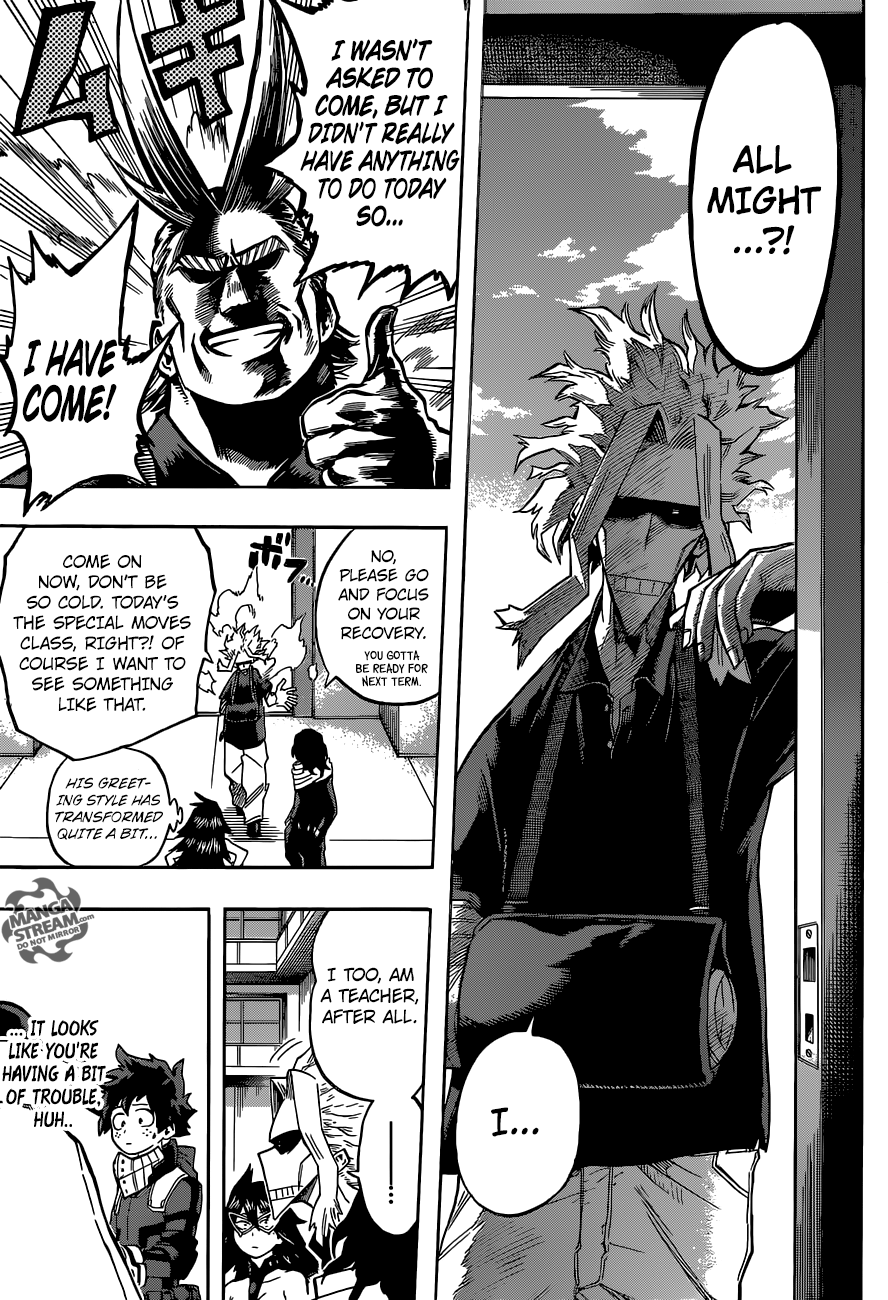 ALL
MIGHT
...?!
I...
I WASN'T
ASKED TO
COME, BUT I
DIDN'T REALLY
HAVE ANYTHING
TO DO TODAY
SO...
ムキ
I HAVE
COME!
NO,
PLEASE GO
AND FOCUS
ON YOUR
RECOVERY.
YOU GOTTA
BE READY FOR
NEXT TERM.
ボフッ
COME ON
NOW, DON'T BE
SO COLD. TODAY'S
THE SPECIAL MOVES
CLASS, RIGHT?! OF
COURSE I WANT TO
SEE SOMETHING
LIKE THAT.
HIS GREET-
ING STYLE HAS
TRANSFORMED
QUITE A BIT...
I TOO, AM
A TEACHER,
AFTER ALL.
... IT LOOKS
LIKE YOU'RE
HAVING A BIT
OF TROUBLE,
HUH..
MANGA
STREAM.com
DO NOT MIRROR